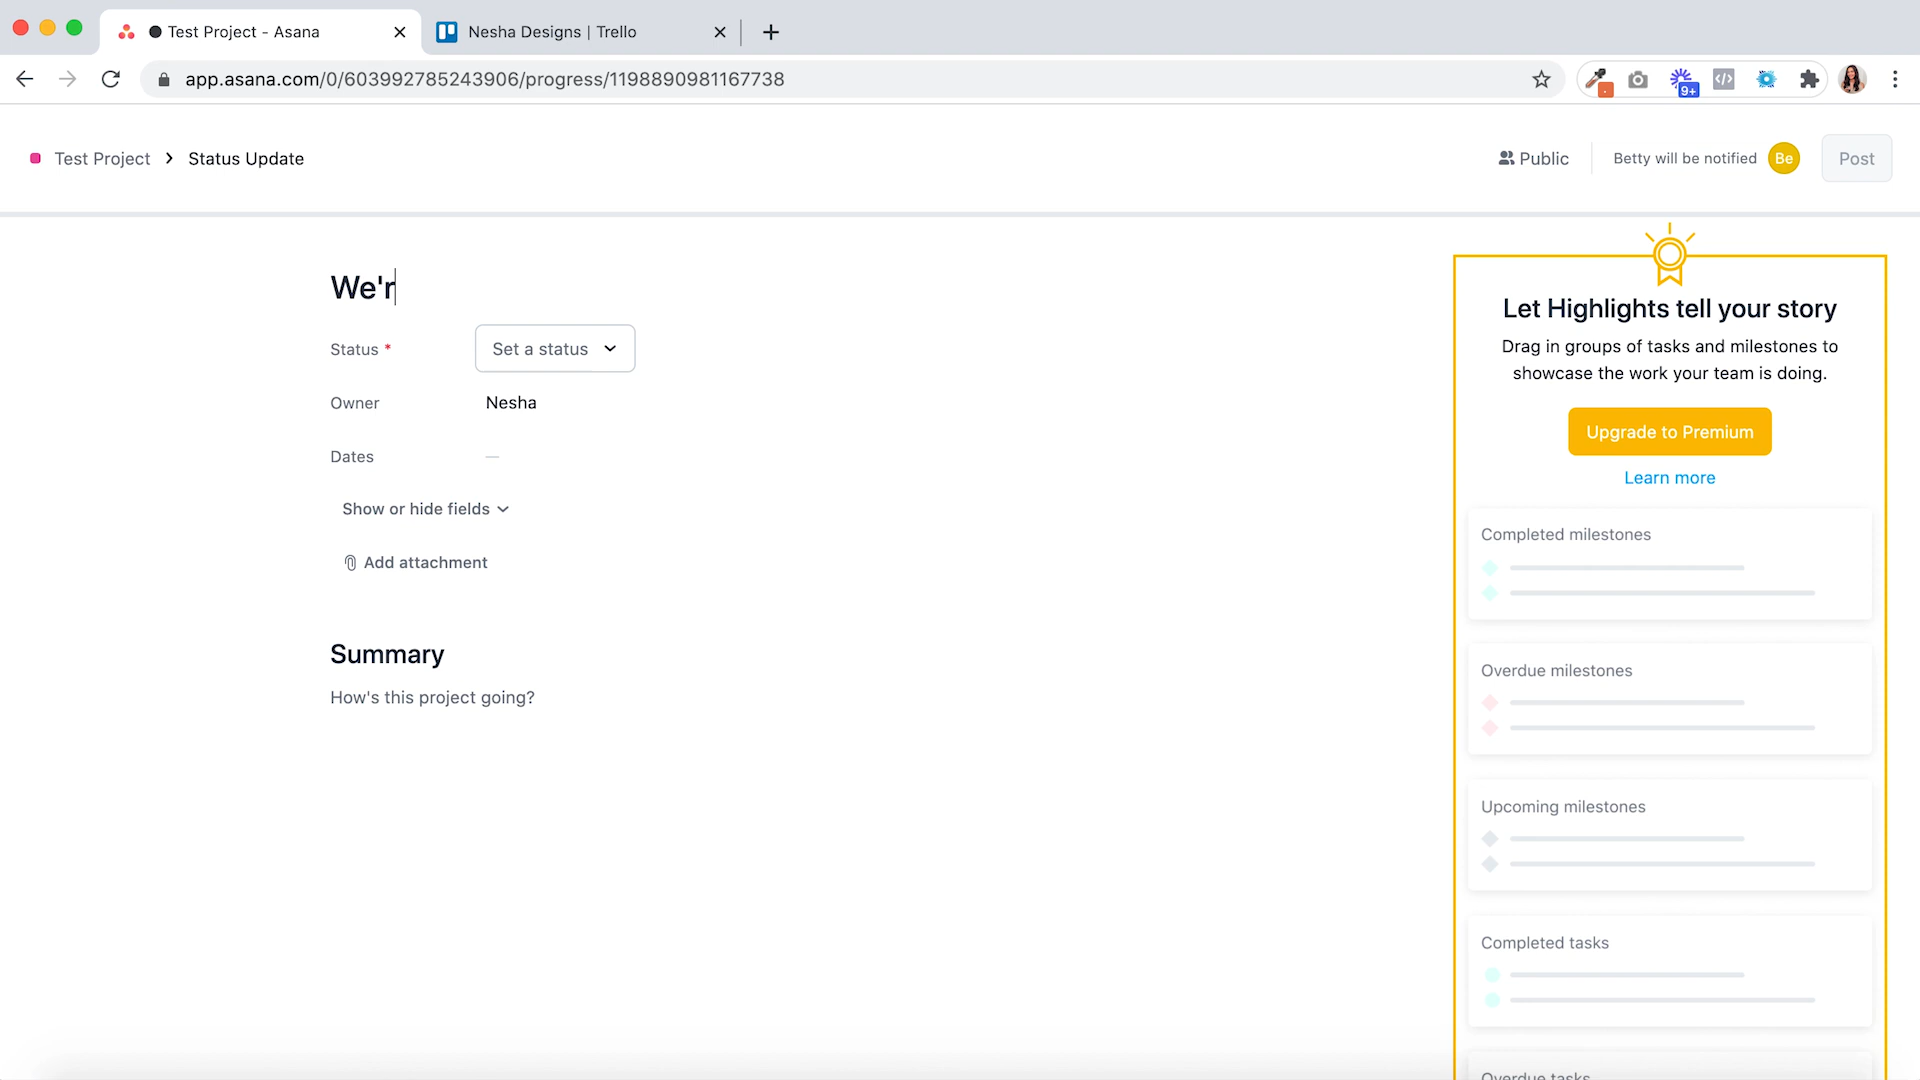 Test Project - Asana
Nesha Designs | Trello
app.asana.com/0/603992785243906/progress/1198890981167738
9+
Test Project
Status Update
Public
Betty will be notified
Be
Post
We'r
Status *
Set a status
Owner
Nesha
Dates
—
Show or hide fields
Add attachment
Summary
How's this project going?
Let Highlights tell your story
Drag in groups of tasks and milestones to
showcase the work your team is doing.
Upgrade to Premium
Learn more
Completed milestones
Overdue milestones
Upcoming milestones
Completed tasks
Overdue tasks